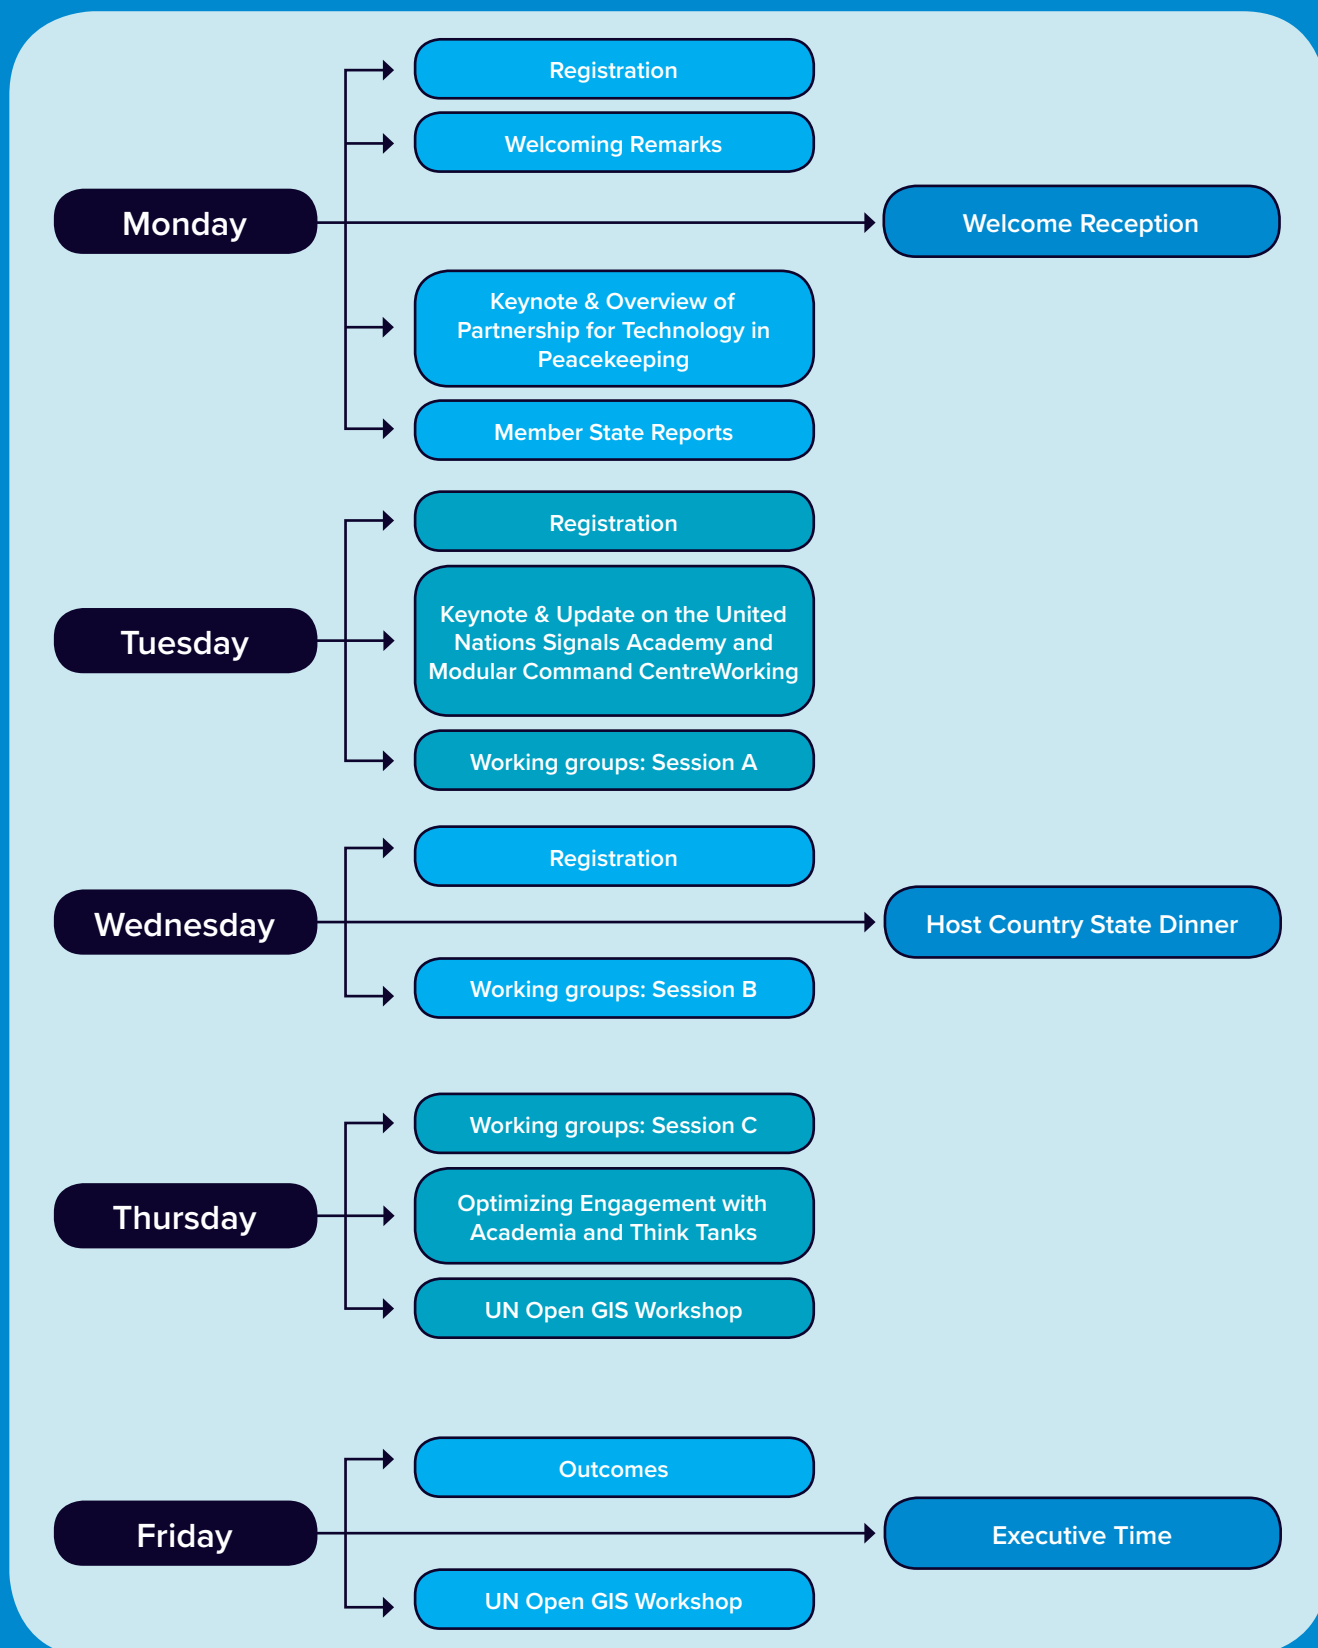 Monday
Registration
Welcoming Remarks
Welcome Reception
Keynote & Overview of
Partnership for Technology in
Peacekeeping
Member State Reports
Tuesday
Registration
Keynote & Update on the United
Nations Signals Academy and
Modular Command CentreWorking
Working groups: Session A
Wednesday
Registration
Host Country State Dinner
Working groups: Session B
Thursday
Working groups: Session C
Optimizing Engagement with
Academia and Think Tanks
UN Open GIS Workshop
Friday
Outcomes
Executive Time
UN Open GIS Workshop